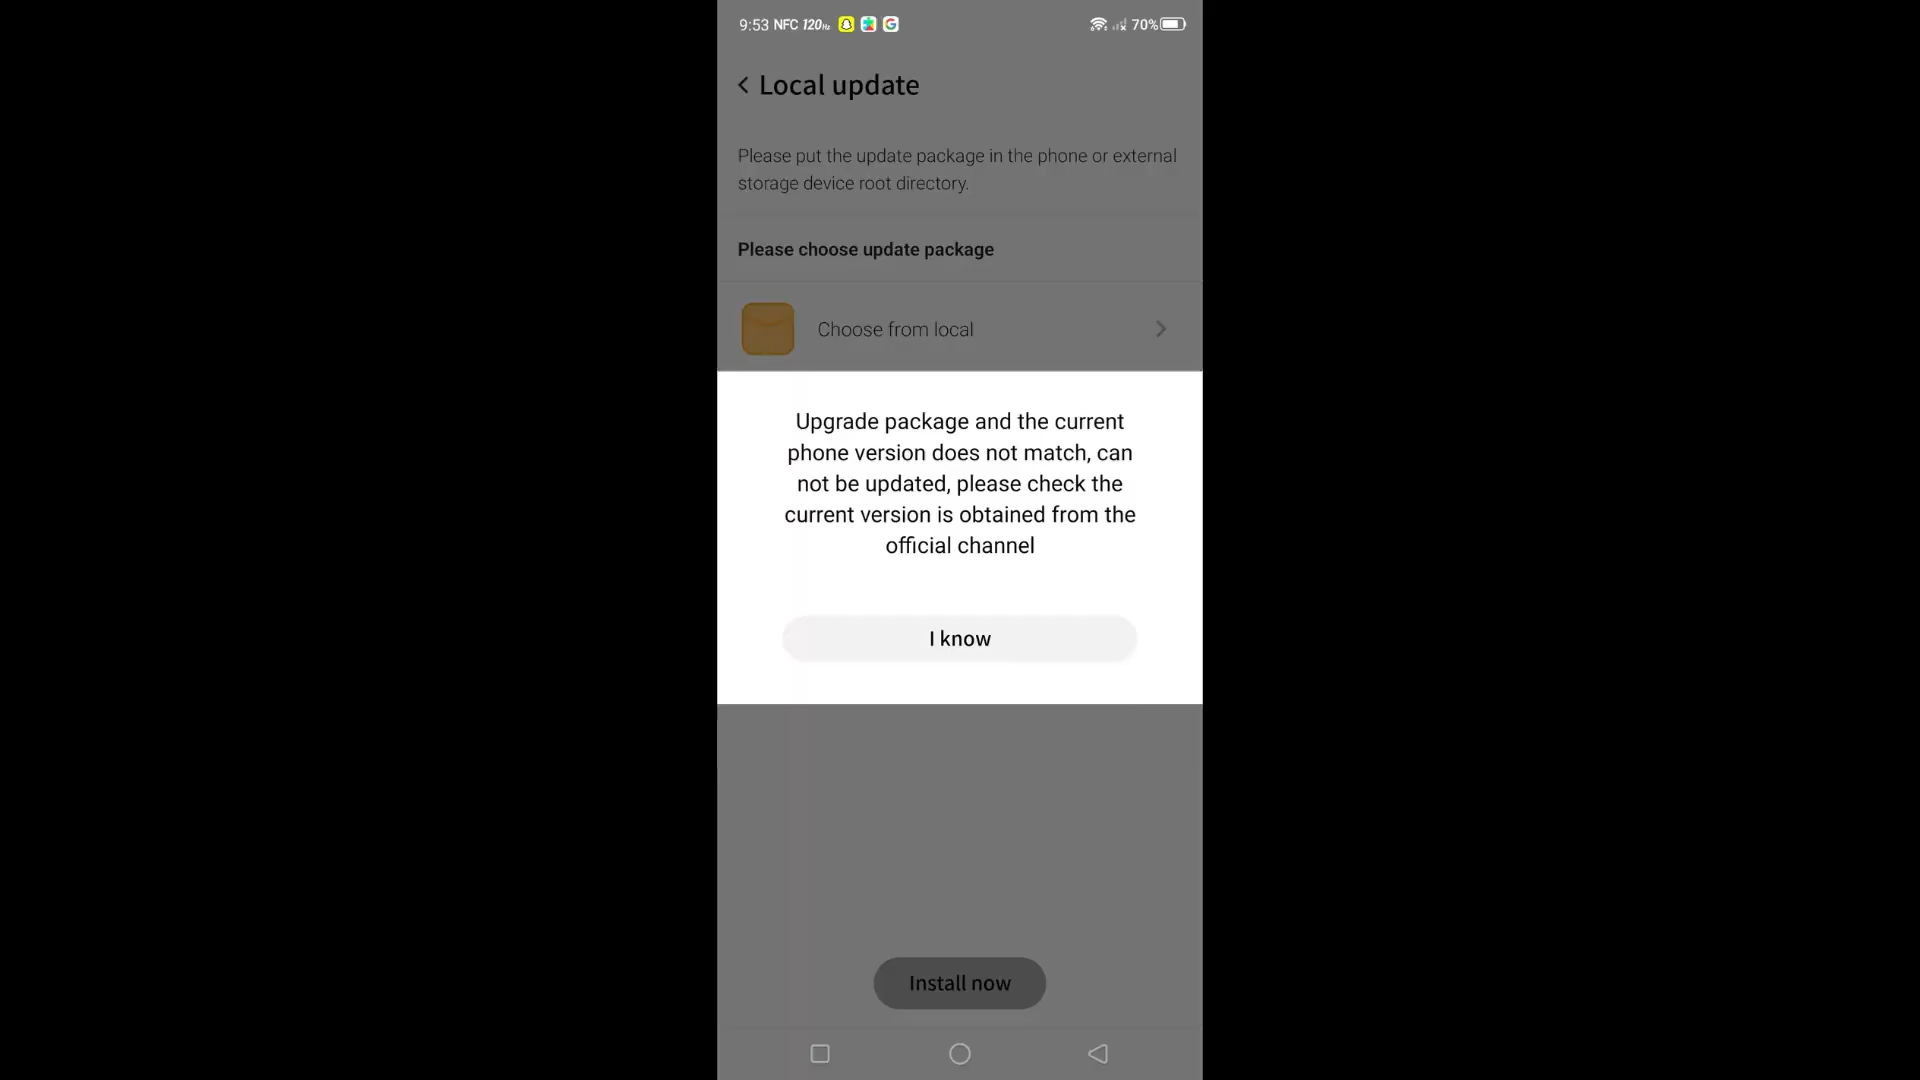 9:53 NFC 120Hz 70%
Local update
Please put the update package in the phone or external
storage device root directory.
Please choose update package
Choose from local
Upgrade package and the current
phone version does not match, can
not be updated, please check the
current version is obtained from the
official channel
I know
Install now